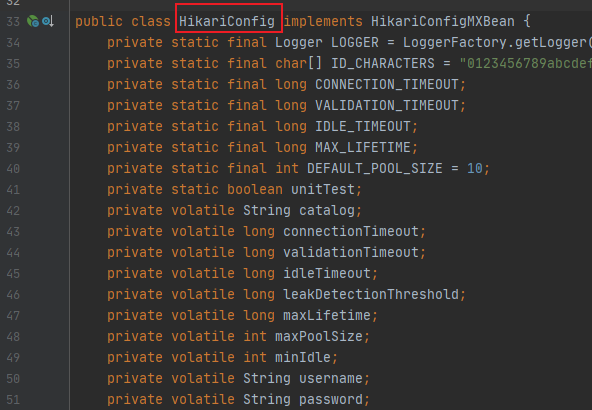 32
33 public class HikariConfig implements HikariConfigMXBean {
34 private static final Logger LOGGER = LoggerFactory.getLogger(
35 private static final char[] ID_CHARACTERS = "0123456789abcdef
36 private static final long CONNECTION_TIMEOUT;
37 private static final long VALIDATION_TIMEOUT;
38 private static final long IDLE_TIMEOUT;
39 private static final long MAX_LIFETIME;
40 private static final int DEFAULT_POOL_SIZE = 10;
41 private static boolean unitTest;
42 private volatile String catalog;
43 private volatile long connectionTimeout;
44 private volatile long validationTimeout;
45 private volatile long idleTimeout;
46 private volatile long leakDetectionThreshold;
47 private volatile long maxLifetime;
48 private volatile int maxPoolSize;
49 private volatile int minIdle;
50 private volatile String username;
51 private volatile String password;